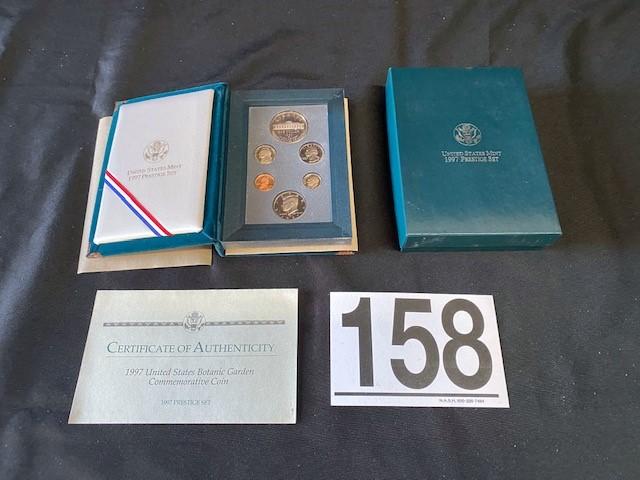 UNITED STATES MINT
1997 PRESTIGE SET
UNITED STATES MINT
1997 PRESTIGE SET
CERTIFICATE OF AUTHENTICITY
1997 United States Botanic Garden
Commemorative Coin
1997 PRESTIGE SET
158